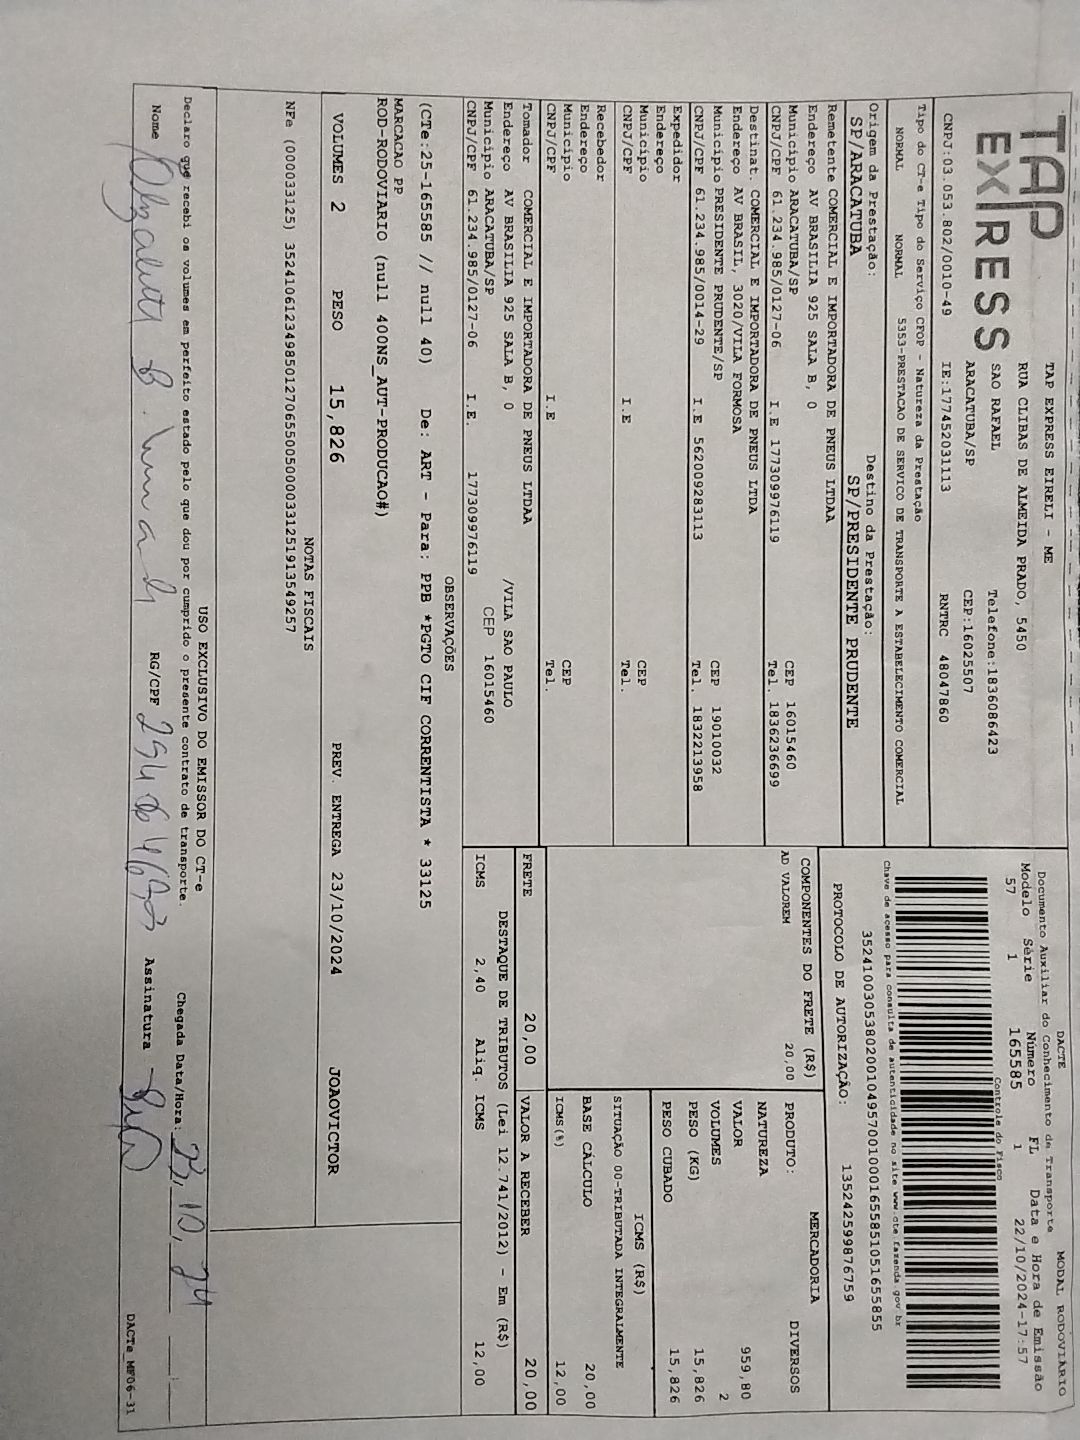 TAP
EXPRESS
TAP EXPRESS EIRELI - ME
RUA CLIBAS DE ALMEIDA PRADO, 5450
SAO RAFAEL Telefone:1836086423
ARACATUBA/SP CEP:16025507
CNPJ:03.053.802/0010-49 IE:177452031113 RNTRC 48047860
Tipo do CT-e Tipo do Serviço CFOP - Natureza da Prestação
NORMAL NORMAL 5353-PRESTACAO DE SERVICO DE TRANSPORTE A ESTABELECIMENTO COMERCIAL
Origem da Prestação: Destino da Prestação:
SP/ARACATUBA SP/PRESIDENTE PRUDENTE
Remetente COMERCIAL E IMPORTADORA DE PNEUS LTDAA
Endereço AV BRASILIA 925 SALA B, 0
Município ARACATUBA/SP CEP 16015460
CNPJ/CPF 61.234.985/0127-06 I.E 177309976119 Tel. 1836236699
Destinat. COMERCIAL E IMPORTADORA DE PNEUS LTDA
Endereço AV BRASIL, 3020/VILA FORMOSA
Município PRESIDENTE PRUDENTE/SP CEP 19010032
CNPJ/CPF 61.234.985/0014-29 I.E 562009283113 Tel. 1832213958
Expedidor
Endereço
Município CEP
CNPJ/CPF I.E Tel.
Recebedor
Endereço
Município CEP
CNPJ/CPF I.E Tel.
Tomador COMERCIAL E IMPORTADORA DE PNEUS LTDAA
Endereço AV BRASILIA 925 SALA B, 0 /VILA SAO PAULO
Município ARACATUBA/SP CEP 16015460
CNPJ/CPF 61.234.985/0127-06 I.E. 177309976119
DACTE MODAL RODOVIÁRIO
Documento Auxiliar do Conhecimento de Transporte
Modelo Série Número FL Data e Hora de Emissão
57 1 165585 1 22/10/2024-17:57
Controle do Fisco
Chave de acesso para consulta de autenticidade no site www.cte.fazenda.gov.br
35241003053802001049570010001655851051655855
PROTOCOLO DE AUTORIZAÇÃO: 135242599876759
COMPONENTES DO FRETE (R$)
AD VALOREM 20,00
MERCADORIA
PRODUTO: DIVERSOS
NATUREZA
VALOR 959,80
VOLUMES 2
PESO (KG) 15,826
PESO CUBADO 15,826
ICMS (R$)
SITUAÇÃO 00-TRIBUTADA INTEGRALMENTE
BASE CÁLCULO 20,00
ICMS(%) 12,00
FRETE 20,00 VALOR A RECEBER 20,00
DESTAQUE DE TRIBUTOS (Lei 12.741/2012) - Em (R$)
ICMS 2,40 Aliq. ICMS 12,00
OBSERVAÇÕES
(CTe:25-165585 // null 40) De: ART - Para: PPB *PGTO CIF CORRENTISTA * 33125
MARCACAO PP
ROD-RODOVIARIO (null 400NS_AUT-PRODUCAO#)
VOLUMES 2 PESO 15,826 PREV. ENTREGA 23/10/2024 JOAOVICTOR
NOTAS FISCAIS
NFe (000033125) 35241061234985012706550050000331251913549257
USO EXCLUSIVO DO EMISSOR DO CT-e
Declaro que recebi os volumes em perfeito estado pelo que dou por cumprido o presente contrato de transporte. Chegada Data/Hora: 23, 10, 24
Nome RG/CPF Assinatura
DACTe_MF06-31